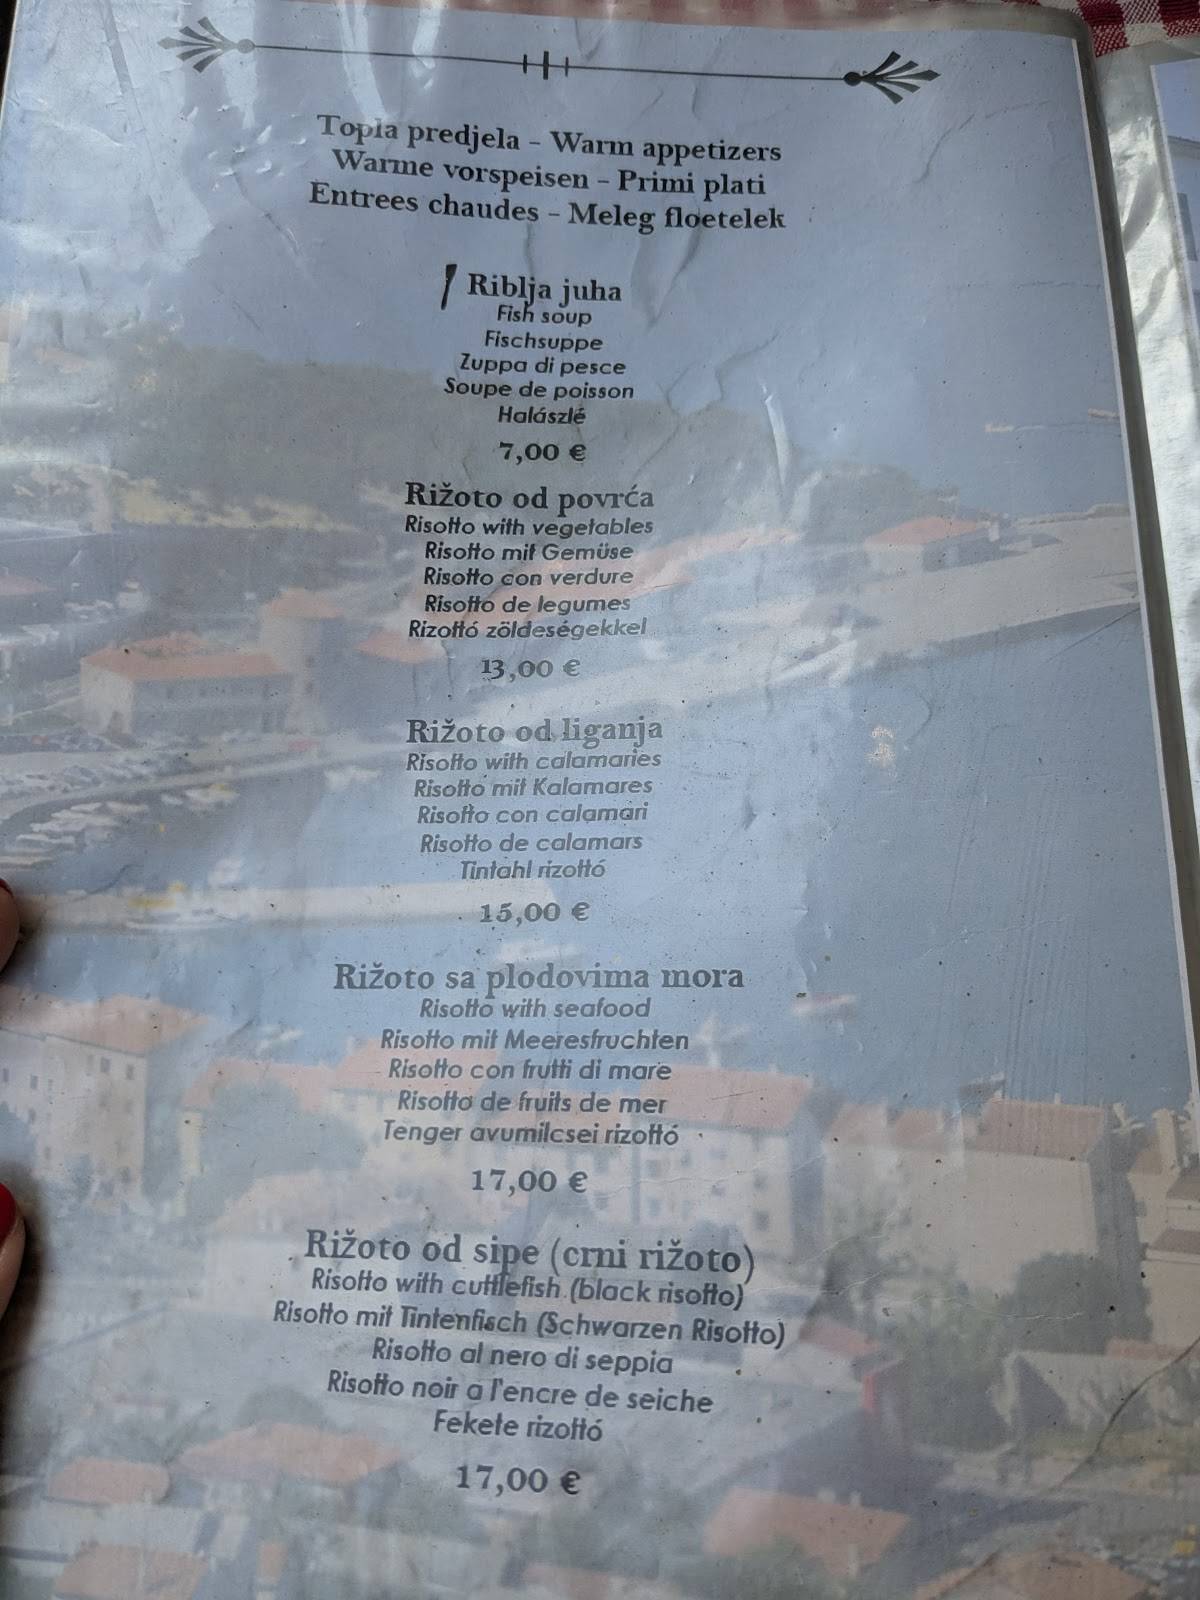 Topla predjela - Warm appetizers
Warme vorspeisen - Primi plati
Entrees chaudes - Meleg floetelek
Riblja juha
Fish soup
Fischsuppe
Zuppa di pesce
Soupe de poisson
Halászlé
7,00 €
Rižoto od povrća
Risotto with vegetables
Risotto mit Gemüse
Risotto con verdure
Risotto de legumes
Rizottó zöldeségekkel
13,00 €
Rižoto od liganja
Risotto with calamaries
Risotto mit Kalamares
Risotto con calamari
Risotto de calamars
Tintahl rizottó
15,00 €
Rižoto sa plodovima mora
Risotto with seafood
Risotto mit Meeresfruchten
Risotto con frutti di mare
Risotto de fruits de mer
Tenger avumilcsei rizottó
17,00 €
Rižoto od sipe (crni rižoto)
Risotto with cuttlefish (black risotto)
Risotto mit Tintenfisch (Schwarzen Risotto)
Risotto al nero di seppia
Risotto noir a l'encre de seiche
Fekete rizottó
17,00 €